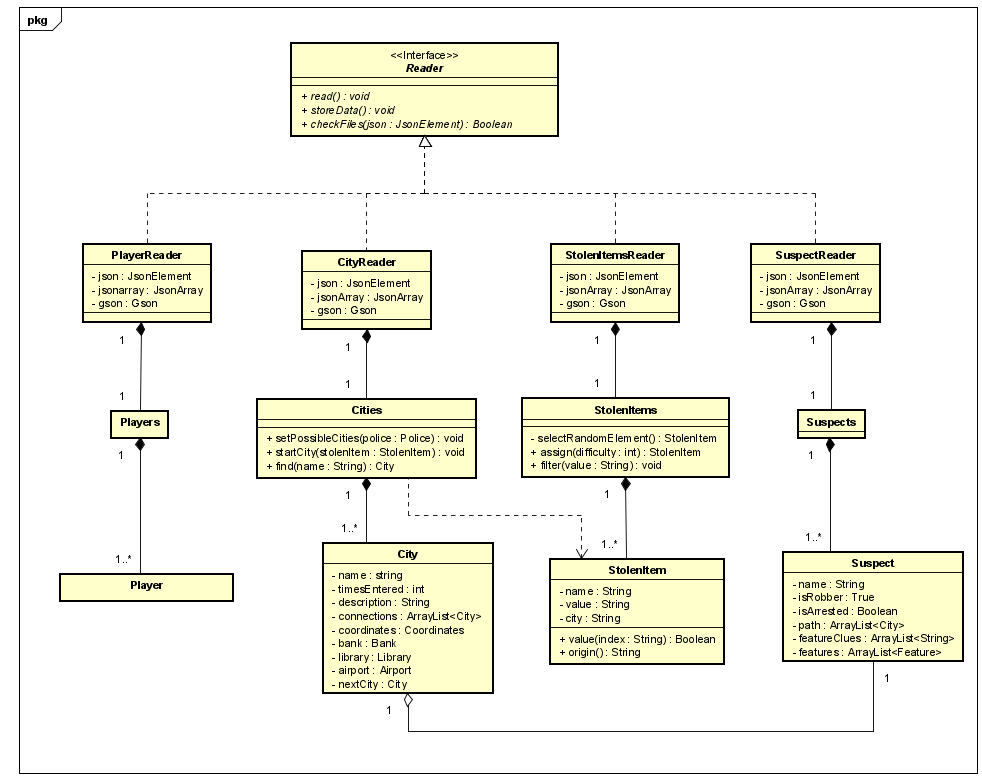 pkg
<<Interface>>
Reader
+ read() : void
+ storeData() : void
+ checkFiles(json : JsonElement) : Boolean
PlayerReader
- json : JsonElement
- jsonarray : JsonArray
- gson : Gson
CityReader
- json : JsonElement
- jsonArray : JsonArray
- gson : Gson
StolenItemsReader
- json : JsonElement
- jsonArray : JsonArray
- gson : Gson
SuspectReader
- json : JsonElement
- jsonArray : JsonArray
- gson : Gson
1
1
1
1
1
1
1
1
Players
Cities
+ setPossibleCities(police : Police) : void
+ startCity(stolenItem : StolenItem) : void
+ find(name : String) : City
StolenItems
- selectRandomElement() : StolenItem
+ assign(difficulty : int) : StolenItem
+ filter(value : String) : void
Suspects
1
1
1
1
1..*
1..*
1..*
1..*
Player
City
- name : string
- timesEntered : int
- description : String
- connections : ArrayList<City>
- coordinates : Coordinates
- bank : Bank
- library : Library
- airport : Airport
- nextCity : City
StolenItem
- name : String
- value : String
- city : String
+ value(index : String) : Boolean
+ origin() : String
Suspect
- name : String
- isRobber : True
- isArrested : Boolean
- path : ArrayList<City>
- featureClues : ArrayList<String>
- features : ArrayList<Feature>
1
1